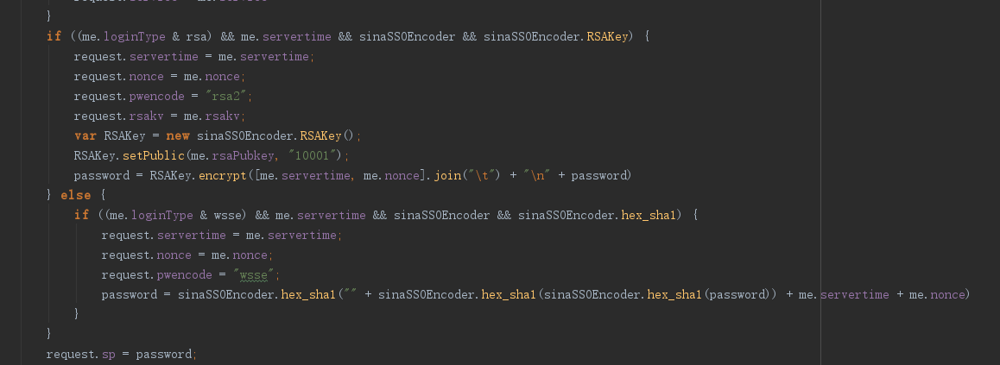 }
if ((me.loginType & rsa) && me.servertime && sinaSSOEncoder && sinaSSOEncoder.RSAKey) {
request.servertime = me.servertime;
request.nonce = me.nonce;
request.pwencode = "rsa2";
request.rsakv = me.rsakv;
var RSAKey = new sinaSSOEncoder.RSAKey();
RSAKey.setPublic(me.rsaPubkey, "10001");
password = RSAKey.encrypt([me.servertime, me.nonce].join("\t") + "\n" + password)
} else {
if ((me.loginType & wsse) && me.servertime && sinaSSOEncoder && sinaSSOEncoder.hex_sha1) {
request.servertime = me.servertime;
request.nonce = me.nonce;
request.pwencode = "wsse";
password = sinaSSOEncoder.hex_sha1("" + sinaSSOEncoder.hex_sha1(sinaSSOEncoder.hex_sha1(password)) + me.servertime + me.nonce)
}
}
request.sp = password;